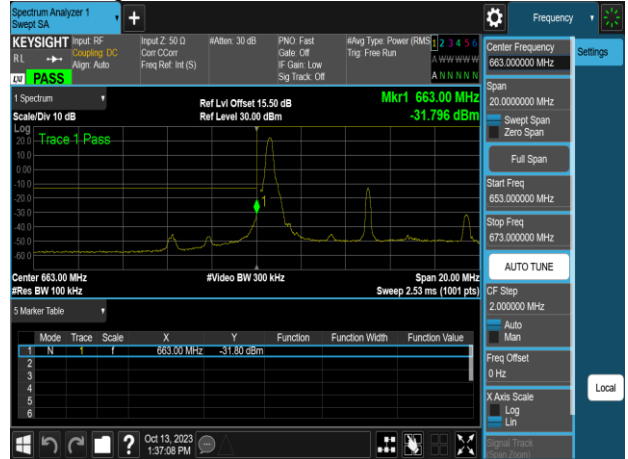 Spectrum Analyzer 1
Swept SA
+
Frequency
KEYSIGHT
RL
PASS
Input: RF
Coupling: DC
Align: Auto
Input Z: 50 Ω
Corr CCorr
Freq Ref: Int (S)
#Atten: 30 dB
PNO: Fast
Gate: Off
IF Gain: Low
Sig Track: Off
#Avg Type: Power (RMS
Trig: Free Run
1 2 3 4 5 6
A W W W W W
A N N N N N
1 Spectrum
Scale/Div 10 dB
Ref Lvl Offset 15.50 dB
Ref Level 30.00 dBm
Mkr1 663.00 MHz
-31.796 dBm
Log
Trace 1 Pass
20.0
10.0
0.00
-10.0
-20.0
-30.0
-40.0
-50.0
-60.0
1
Center 663.00 MHz
#Res BW 100 kHz
#Video BW 300 kHz
Span 20.00 MHz
Sweep 2.53 ms (1001 pts)
5 Marker Table
Mode Trace Scale X Y Function Function Width Function Value
1 N 1 f 663.00 MHz -31.80 dBm
2
3
4
5
6
Center Frequency
663.000000 MHz
Span
20.0000000 MHz
Swept Span
Zero Span
Full Span
Start Freq
653.000000 MHz
Stop Freq
673.000000 MHz
AUTO TUNE
CF Step
2.000000 MHz
Auto
Man
Freq Offset
0 Hz
X Axis Scale
Log
Lin
Signal Track
(Span Zoom)
Settings
Local
?
Oct 13, 2023
1:37:08 PM